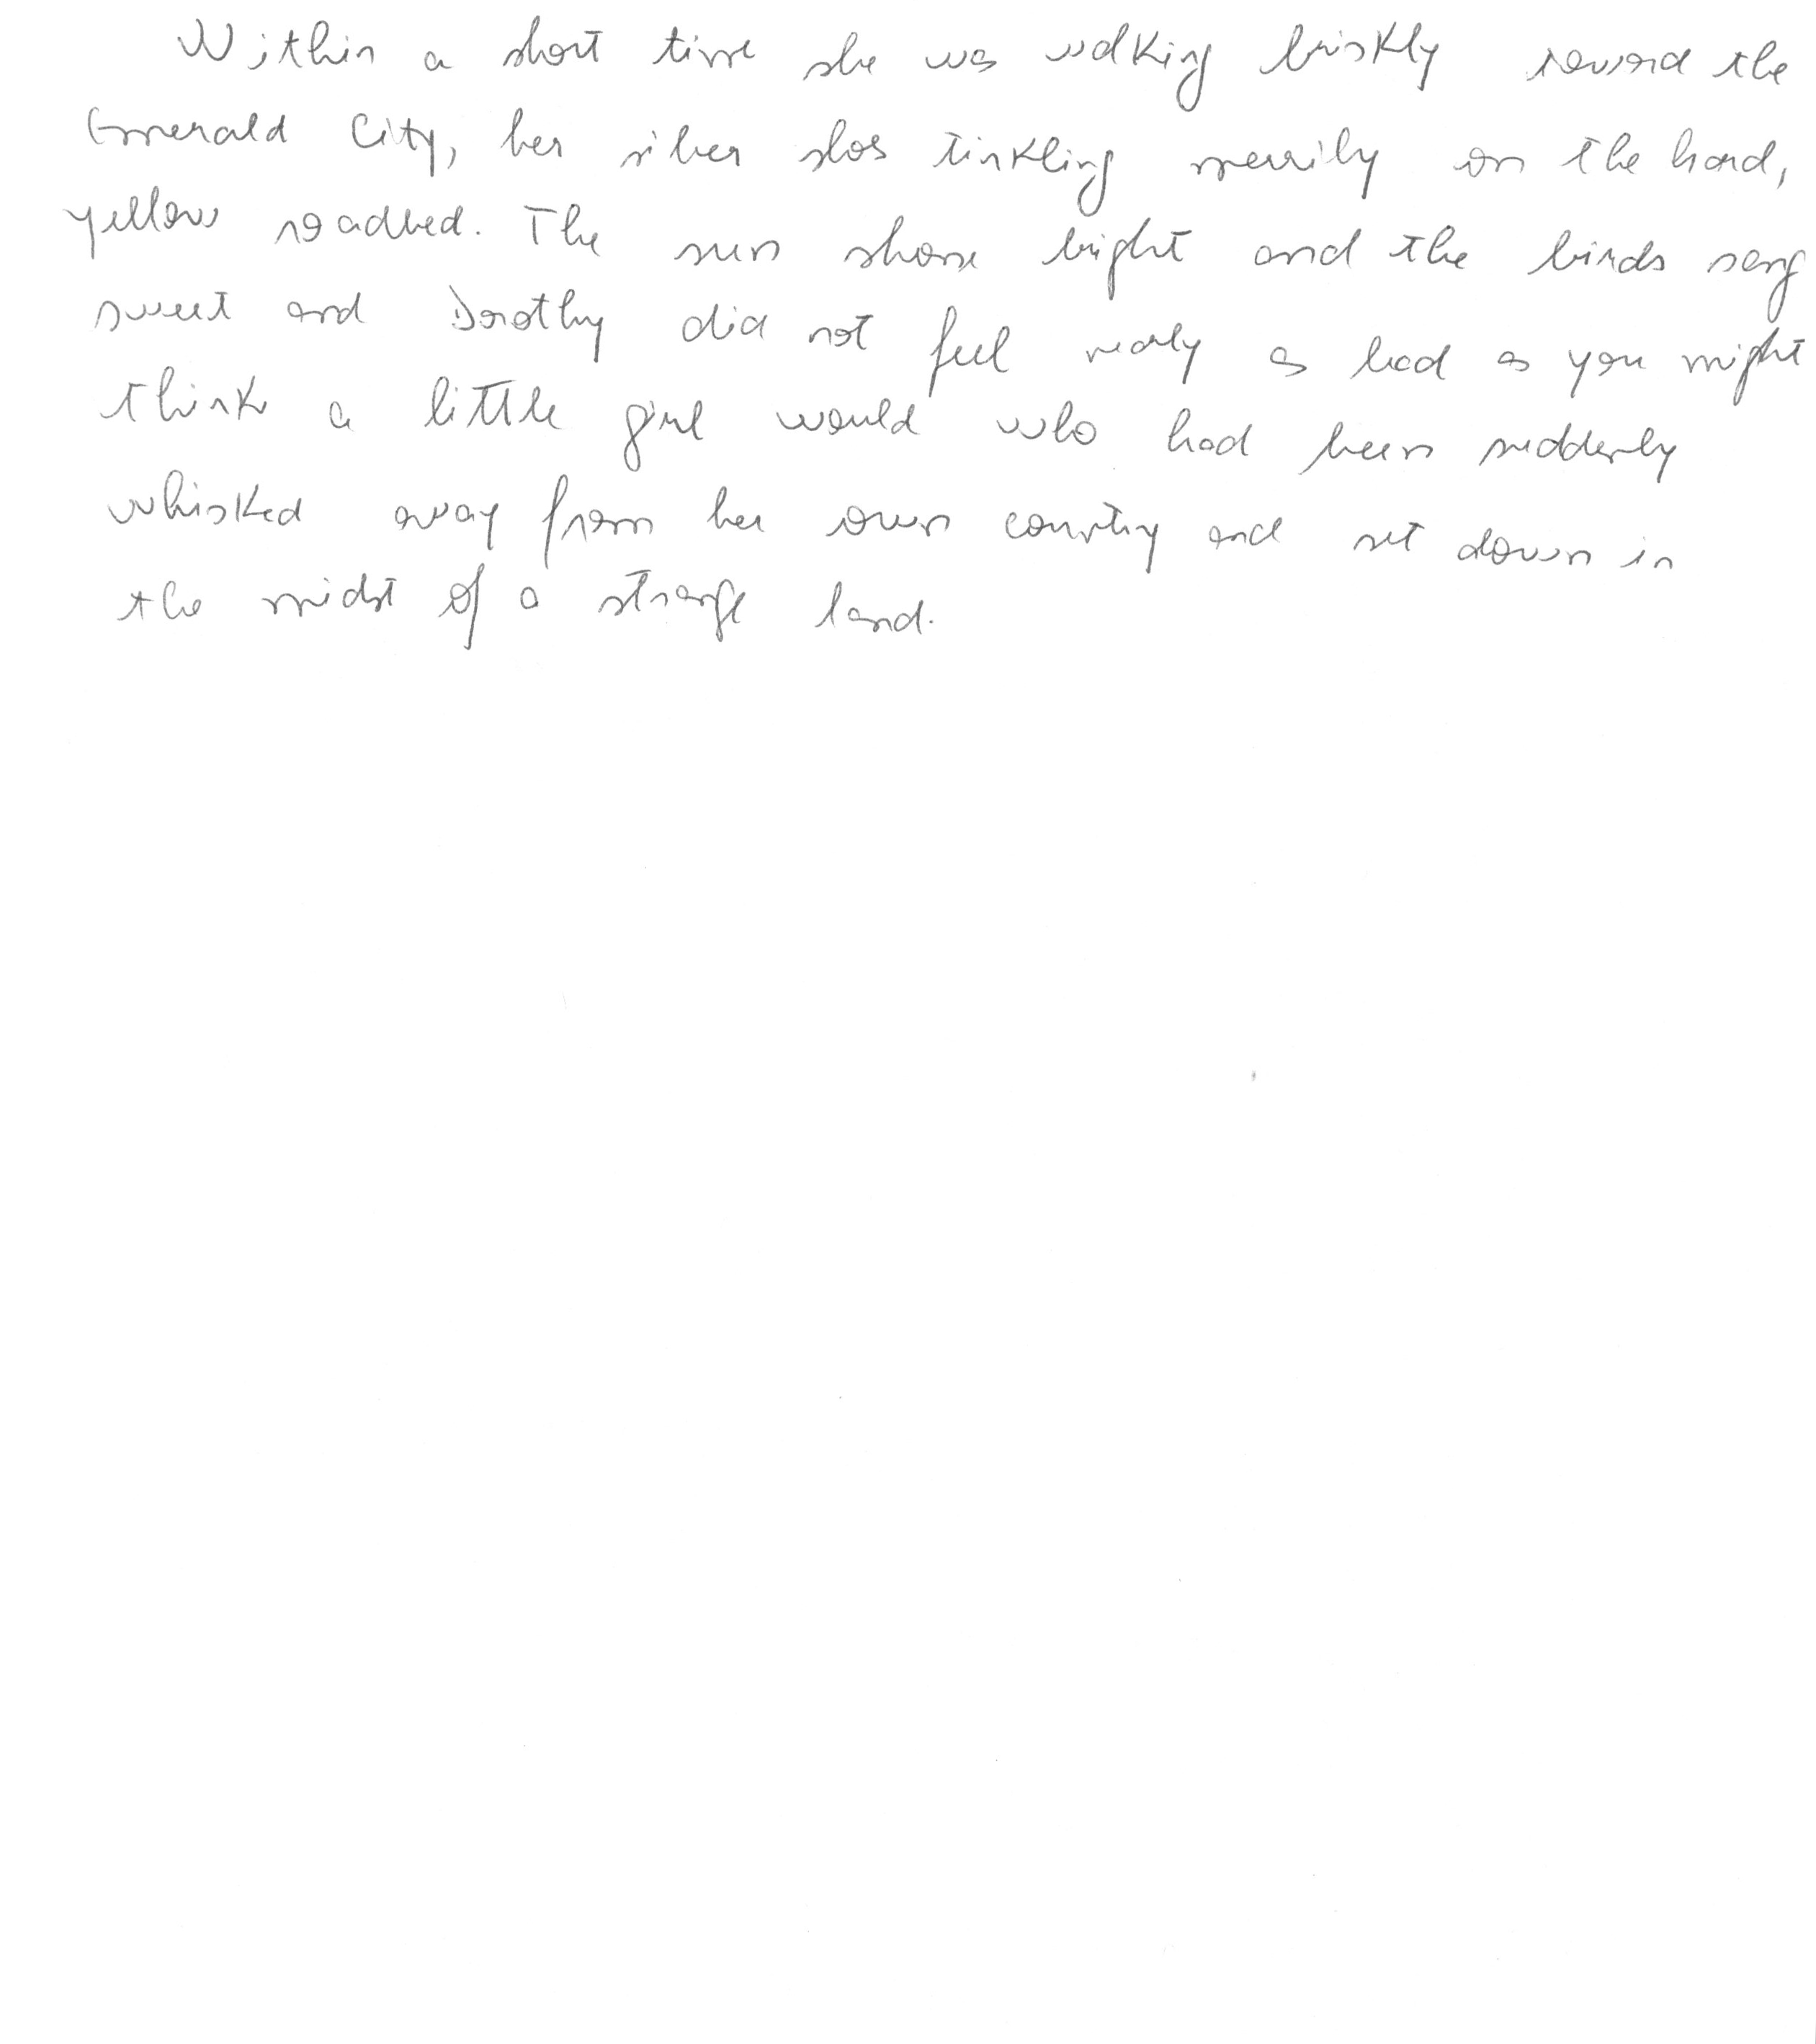 Within a short time she was walking briskly toward the
Emerald City, her silver shoes tinkling merrily on the hard,
yellow roadbed. The sun shone bright and the birds sang
sweet and Dorothy did not feel nearly as bad as you might
think a little girl would who had been suddenly
whisked away from her own country and set down in
the midst of a strange land.